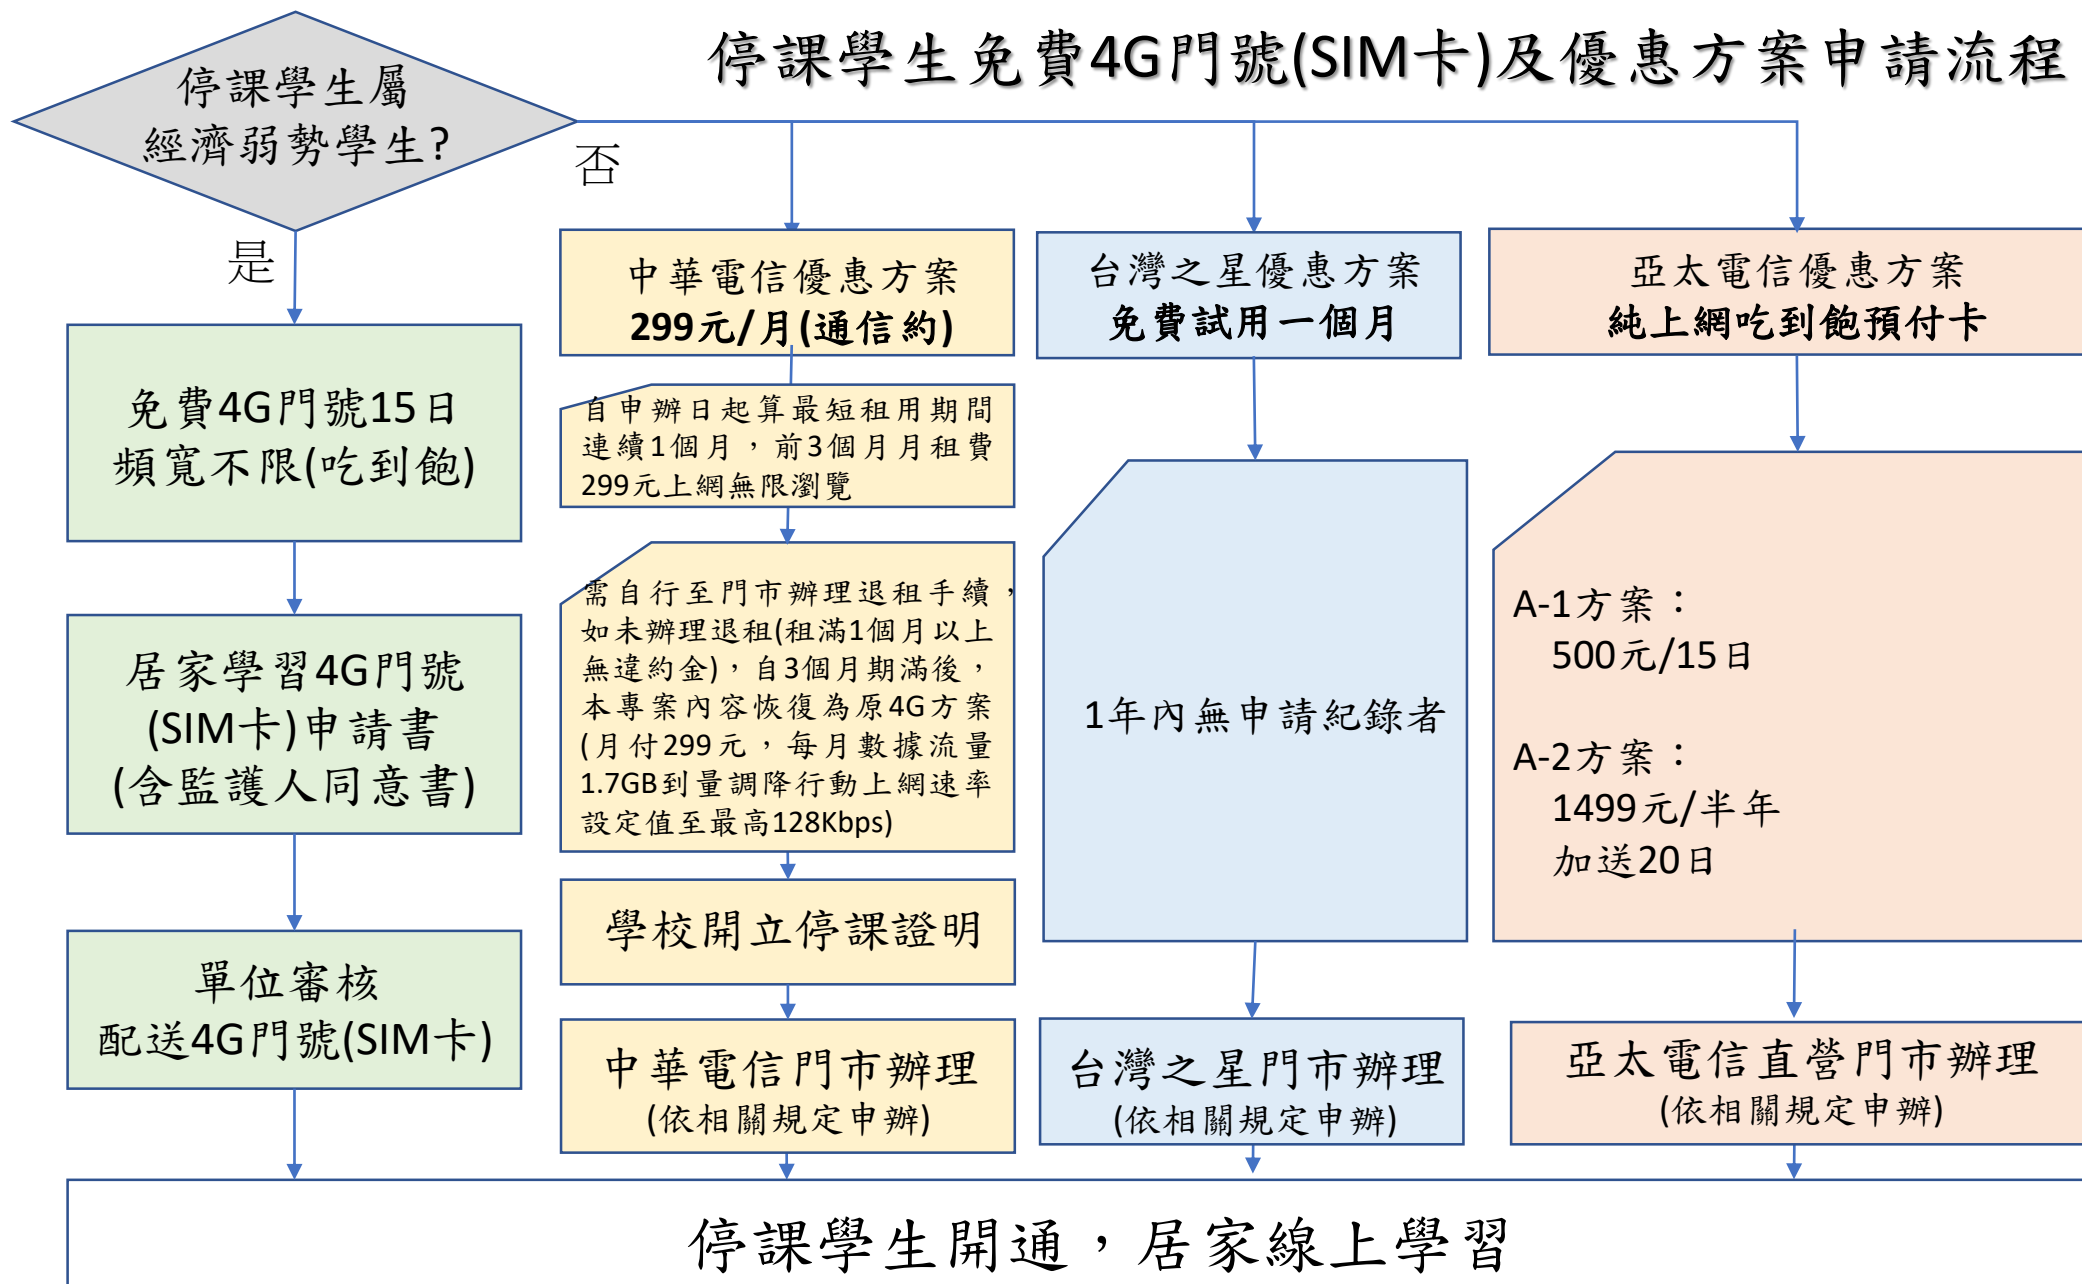 停課學生免費4G門號(SIM卡)及優惠方案申請流程
停課學生屬
經濟弱勢學生?
否
是
免費4G門號15日
頻寬不限(吃到飽)
居家學習4G門號
(SIM卡)申請書
(含監護人同意書)
單位審核
配送4G門號(SIM卡)
中華電信優惠方案
299元/月(通信約)
自申辦日起算最短租用期間
連續1個月，前3個月月租費
299元上網無限瀏覽
需自行至門市辦理退租手續，
如未辦理退租(租滿1個月以上
無違約金)，自3個月期滿後，
本專案內容恢復為原4G方案
(月付299元，每月數據流量
1.7GB到量調降行動上網速率
設定值至最高128Kbps)
學校開立停課證明
中華電信門市辦理
(依相關規定申辦)
台灣之星優惠方案
免費試用一個月
1年內無申請紀錄者
台灣之星門市辦理
(依相關規定申辦)
亞太電信優惠方案
純上網吃到飽預付卡
A-1方案：
500元/15日
A-2方案：
1499元/半年
加送20日
亞太電信直營門市辦理
(依相關規定申辦)
停課學生開通，居家線上學習